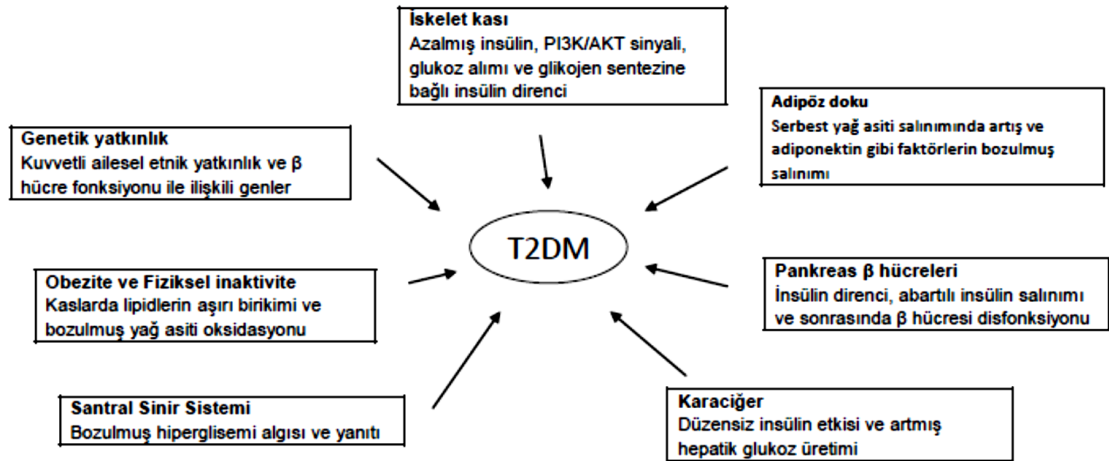 İskelet kası
Azalmış insülin, PI3K/AKT sinyali,
glukoz alımı ve glikojen sentezine
bağlı insülin direnci
Adipöz doku
Serbest yağ asiti salınımında artış ve
adiponektin gibi faktörlerin bozulmuş
salınımı
Genetik yatkınlık
Kuvvetli ailesel etnik yatkınlık ve β
hücre fonksiyonu ile ilişkili genler
T2DM
Obezite ve Fiziksel inaktivite
Kaslarda lipidlerin aşırı birikimi ve
bozulmuş yağ asiti oksidasyonu
Pankreas β hücreleri
İnsülin direnci, abartılı insülin salınımı
ve sonrasında β hücresi disfonksiyonu
Santral Sinir Sistemi
Bozulmuş hiperglisemi algısı ve yanıtı
Karaciğer
Düzensiz insülin etkisi ve artmış
hepatik glukoz üretimi